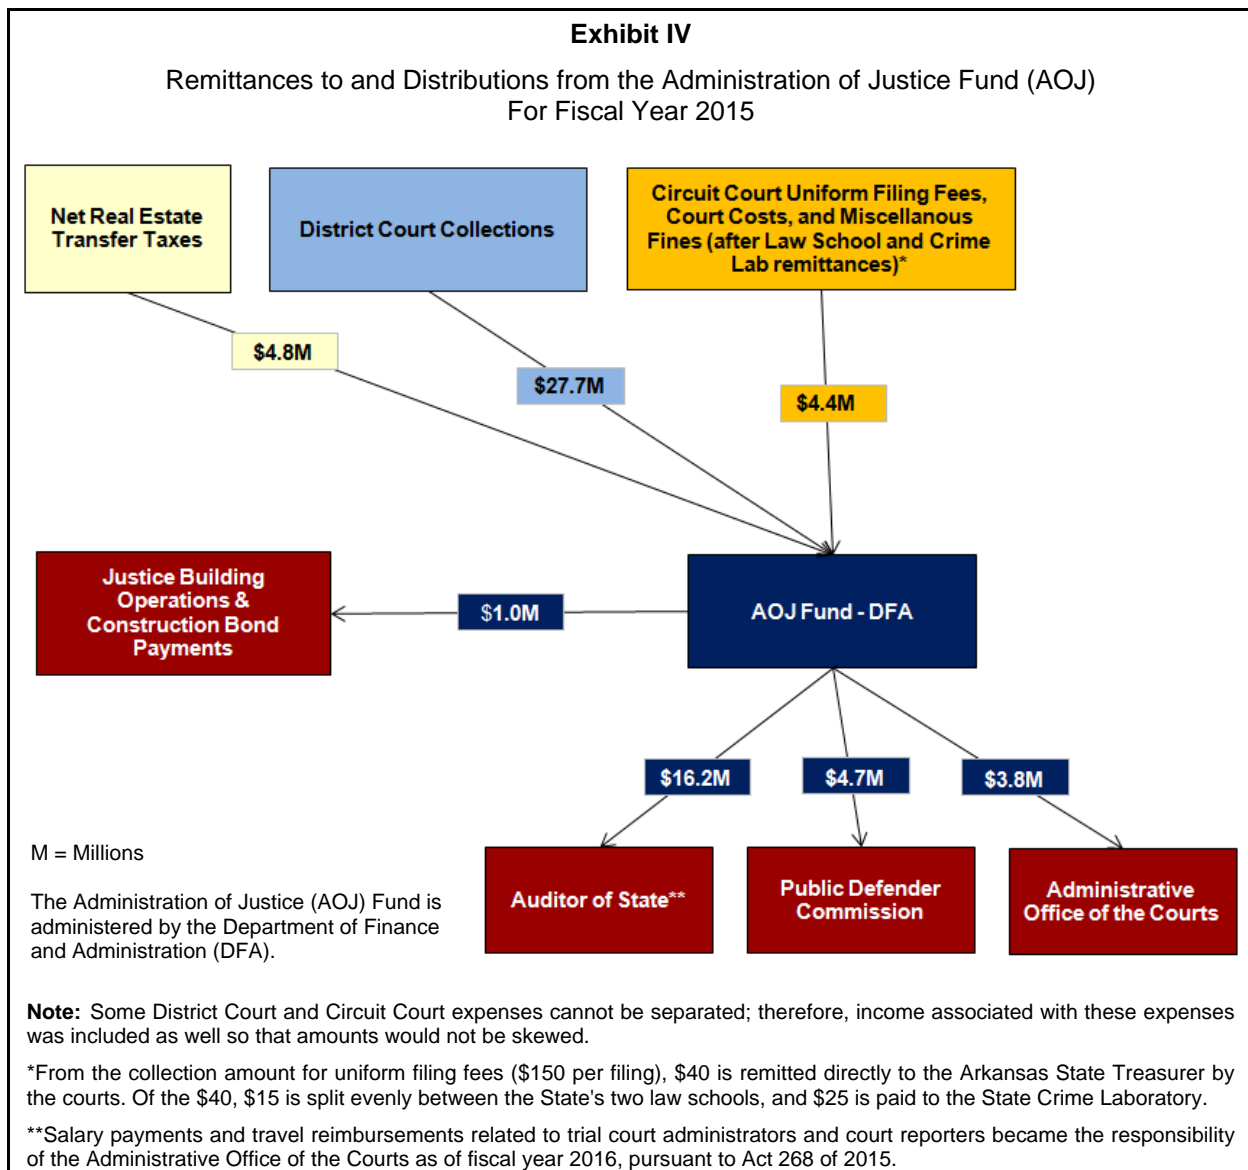 Exhibit IV
Remittances to and Distributions from the Administration of Justice Fund (AOJ)
For Fiscal Year 2015
Net Real Estate
Transfer Taxes
District Court Collections
Circuit Court Uniform Filing Fees,
Court Costs, and Miscellanous
Fines (after Law School and Crime
Lab remittances)*
$4.8M
$27.7M
$4.4M
Justice Building
Operations &
Construction Bond
Payments
$1.0M
AOJ Fund - DFA
$16.2M
$4.7M
$3.8M
M = Millions
The Administration of Justice (AOJ) Fund is
administered by the Department of Finance
and Administration (DFA).
Auditor of State**
Public Defender
Commission
Administrative
Office of the Courts
Note: Some District Court and Circuit Court expenses cannot be separated; therefore, income associated with these expenses
was included as well so that amounts would not be skewed.
*From the collection amount for uniform filing fees ($150 per filing), $40 is remitted directly to the Arkansas State Treasurer by
the courts. Of the $40, $15 is split evenly between the State's two law schools, and $25 is paid to the State Crime Laboratory.
**Salary payments and travel reimbursements related to trial court administrators and court reporters became the responsibility
of the Administrative Office of the Courts as of fiscal year 2016, pursuant to Act 268 of 2015.